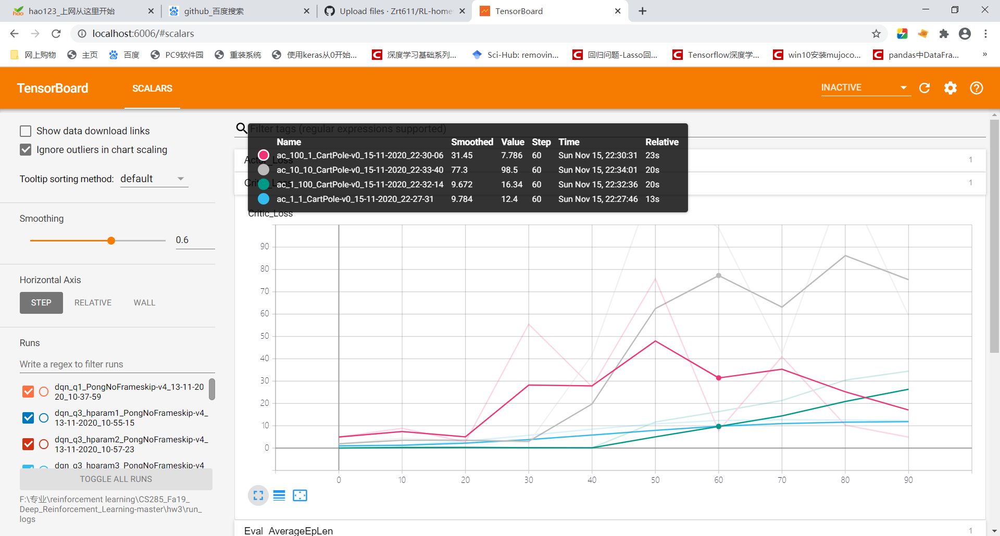 hao123_上网从这里开始
github_百度搜索
Upload files · Zrt611/RL-home
TensorBoard
localhost:6006/#scalars
网上购物
主页
百度
PC9软件园
重装系统
使用keras从0开始...
深度学习基础系列...
Sci-Hub: removin...
回归问题-Lasso回...
Tensorflow深度学...
win10安装mujoco...
pandas中DataFra...
»
TensorBoard
SCALARS
INACTIVE
Show data download links
Ignore outliers in chart scaling
Tooltip sorting method: default
Smoothing
0.6
Horizontal Axis
STEP RELATIVE WALL
Runs
Write a regex to filter runs
dqn_q1_PongNoFrameskip-v4_13-11-20
20_10-37-59
dqn_q3_hparam1_PongNoFrameskip-v4_
13-11-2020_10-55-15
dqn_q3_hparam2_PongNoFrameskip-v4_
13-11-2020_10-57-23
dqn_q3_hparam3_PongNoFrameskip-v4
TOGGLE ALL RUNS
F:\专业\reinforcement learning\CS285_Fa19_
Deep_Reinforcement_Learning-master\hw3\run_
logs
Filter tags (regular expressions supported)
Name Smoothed Value Step Time Relative
ac_100_1_CartPole-v0_15-11-2020_22-30-06 31.45 7.786 60 Sun Nov 15, 22:30:31 23s
ac_10_10_CartPole-v0_15-11-2020_22-33-40 77.3 98.5 60 Sun Nov 15, 22:34:01 20s
ac_1_100_CartPole-v0_15-11-2020_22-32-14 9.672 16.34 60 Sun Nov 15, 22:32:36 20s
ac_1_1_CartPole-v0_15-11-2020_22-27-31 9.784 12.4 60 Sun Nov 15, 22:27:46 13s
Actor_Loss 1
1
Critic_Loss
90
80
70
60
50
40
30
20
10
0
0 10 20 30 40 50 60 70 80 90
Eval_AverageEpLen 1